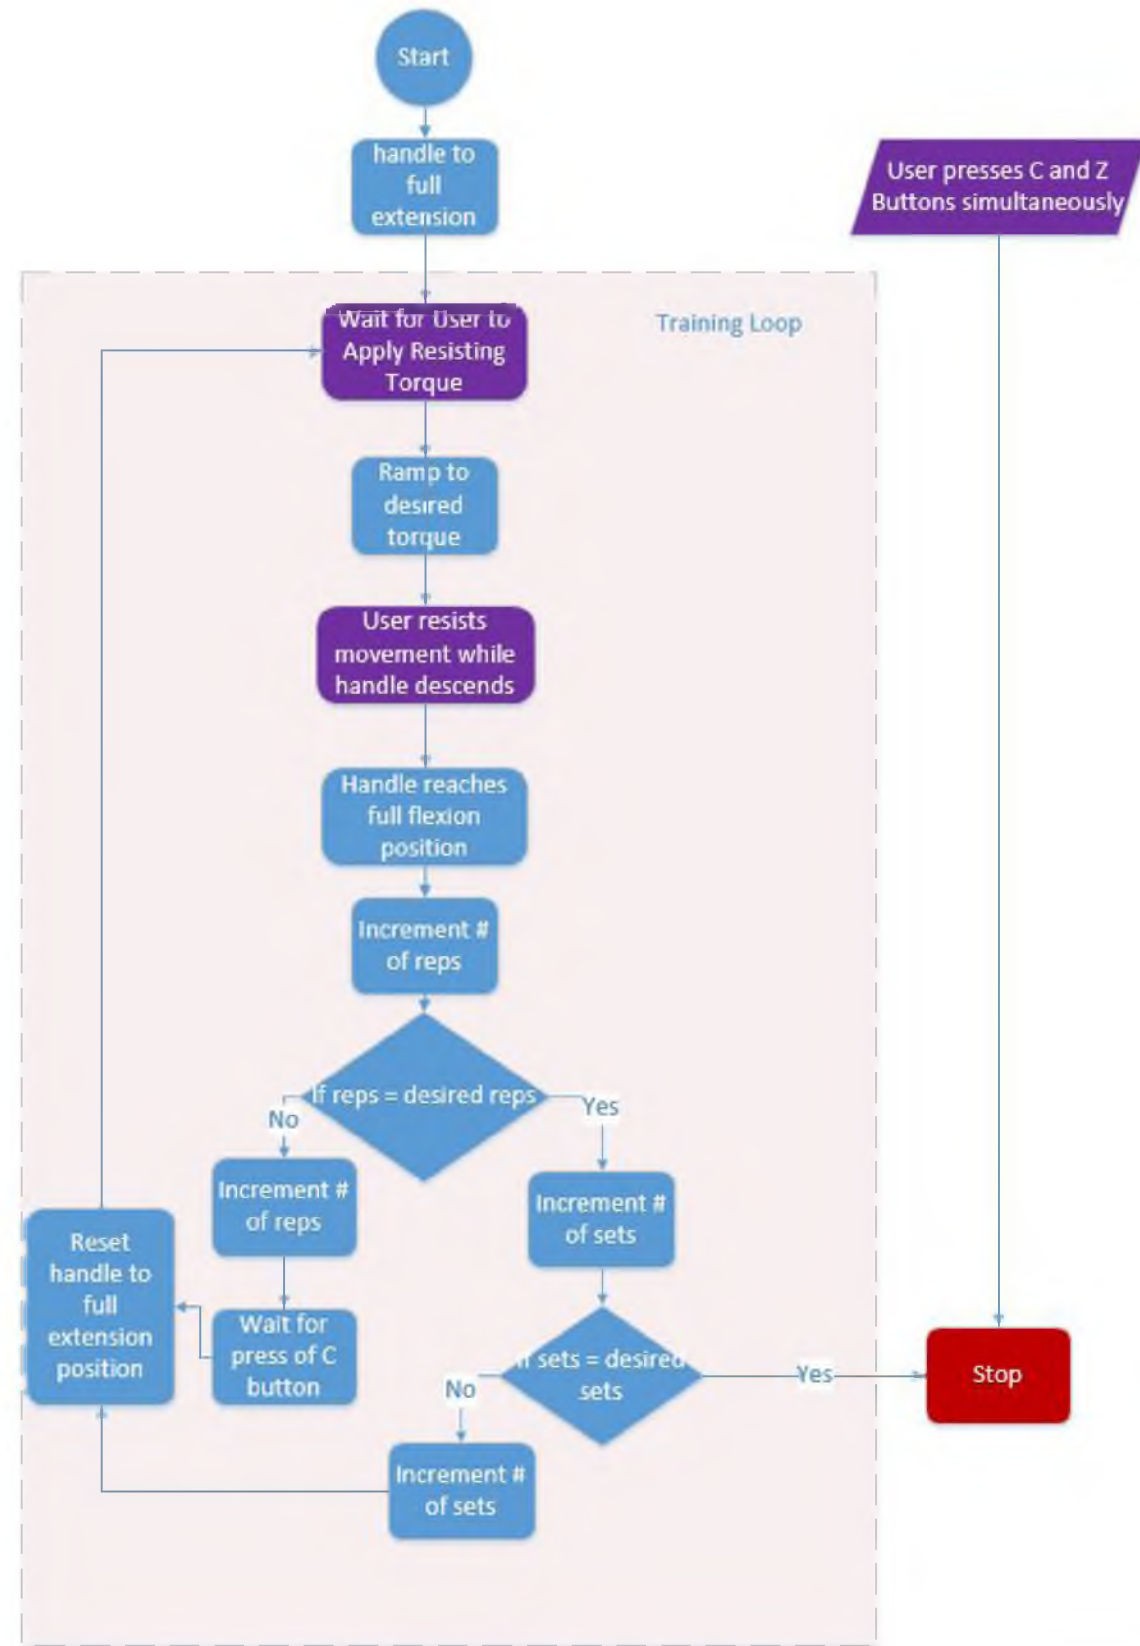 Start
handle to
full
extension
User presses C and Z
Buttons simultaneously
Training Loop
Wait for User to
Apply Resisting
Torque
Ramp to
desired
torque
User resists
movement while
handle descends
Handle reaches
full flexion
position
Increment #
of reps
If reps = desired reps
No
Yes
Increment #
of reps
Increment #
of sets
Reset
handle to
full
extension
position
Wait for
press of C
button
If sets = desired
sets
No
Yes
Stop
Increment #
of sets